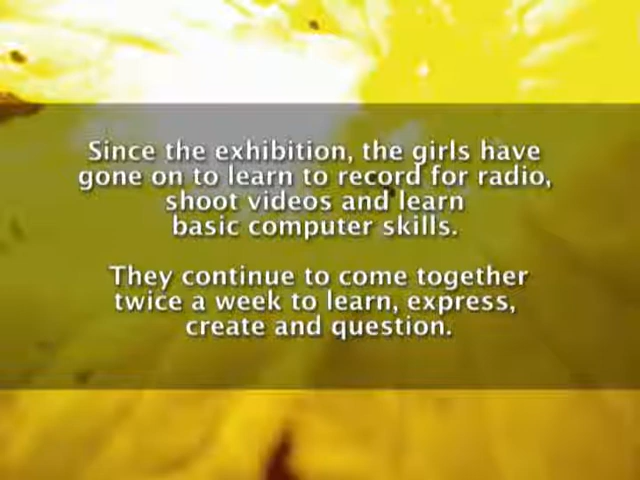 Since the exhibition, the girls have
gone on to learn to record for radio,
shoot videos and learn
basic computer skills.
They continue to come together
twice a week to learn, express,
create and question.